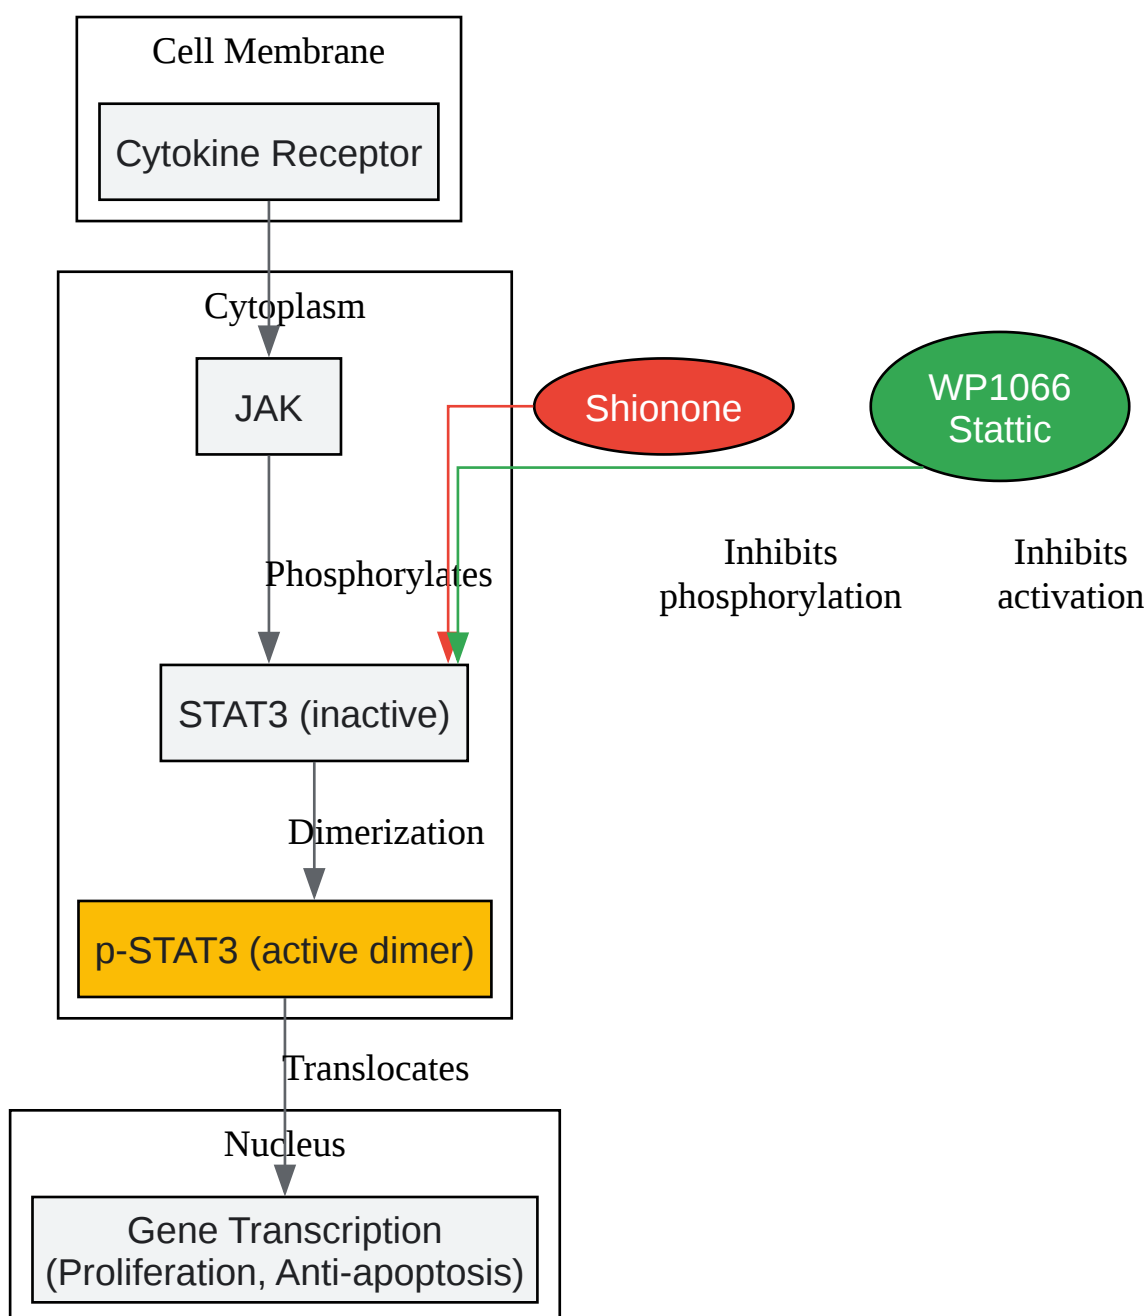 Cell Membrane
Cytokine Receptor
Cytoplasm
JAK
Shionone
WP1066
Stattic
Phosphorylates
Inhibits
phosphorylation
Inhibits
activation
STAT3 (inactive)
Dimerization
p-STAT3 (active dimer)
Translocates
Nucleus
Gene Transcription
(Proliferation, Anti-apoptosis)